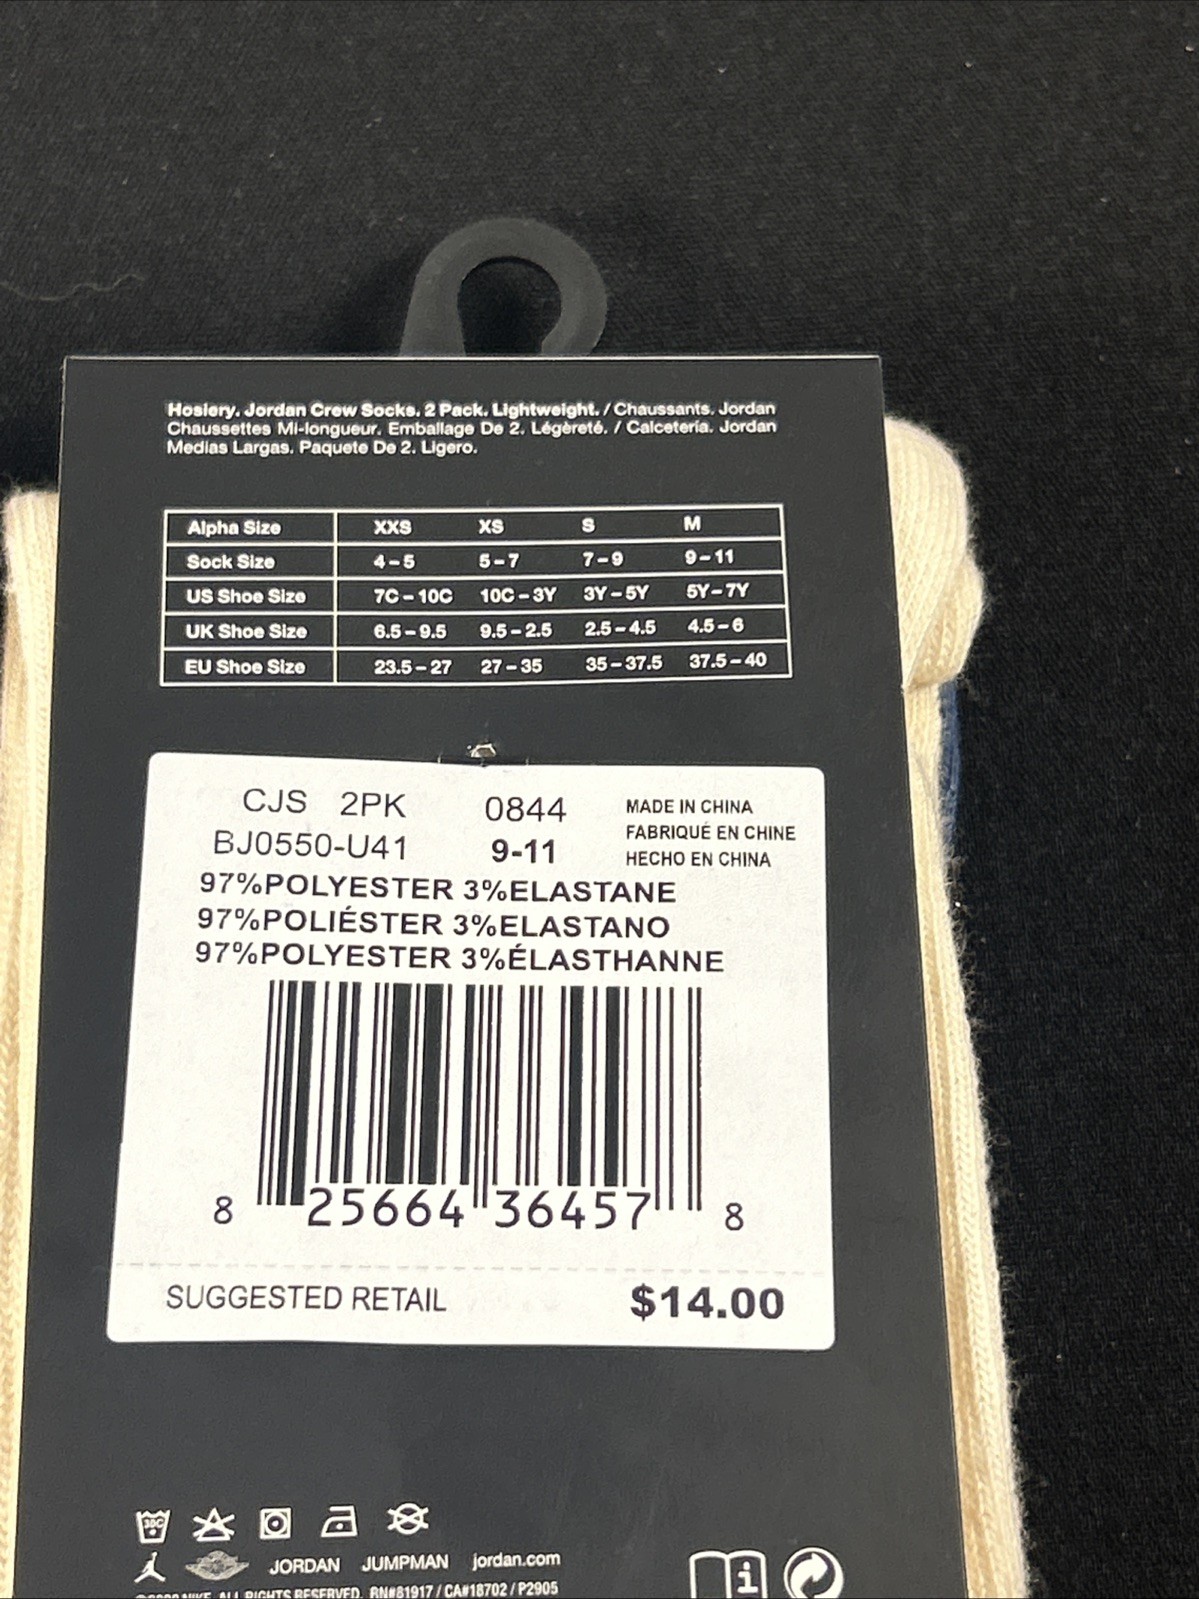 Hosiery. Jordan Crew Socks. 2 Pack. Lightweight. / Chaussants. Jordan
Chaussettes Mi-longueur. Emballage De 2. Légèreté. / Calcetería. Jordan
Medias Largas. Paquete De 2. Ligero.
Alpha Size XXS XS S M
Sock Size 4 – 5 5 – 7 7 – 9 9 – 11
US Shoe Size 7C – 10C 10C – 3Y 3Y – 5Y 5Y – 7Y
UK Shoe Size 6.5 – 9.5 9.5 – 2.5 2.5 – 4.5 4.5 – 6
EU Shoe Size 23.5 – 27 27 – 35 35 – 37.5 37.5 – 40
CJS 2PK 0844 MADE IN CHINA
BJ0550-U41 9-11 FABRIQUÉ EN CHINE
HECHO EN CHINA
97%POLYESTER 3%ELASTANE
97%POLIÉSTER 3%ELASTANO
97%POLYESTER 3%ÉLASTHANNE
8 25664 36457 8
SUGGESTED RETAIL $14.00
30C
JORDAN JUMPMAN jordan.com
NIKE. ALL RIGHTS RESERVED. RN#81917 / CA#18702 / P2905